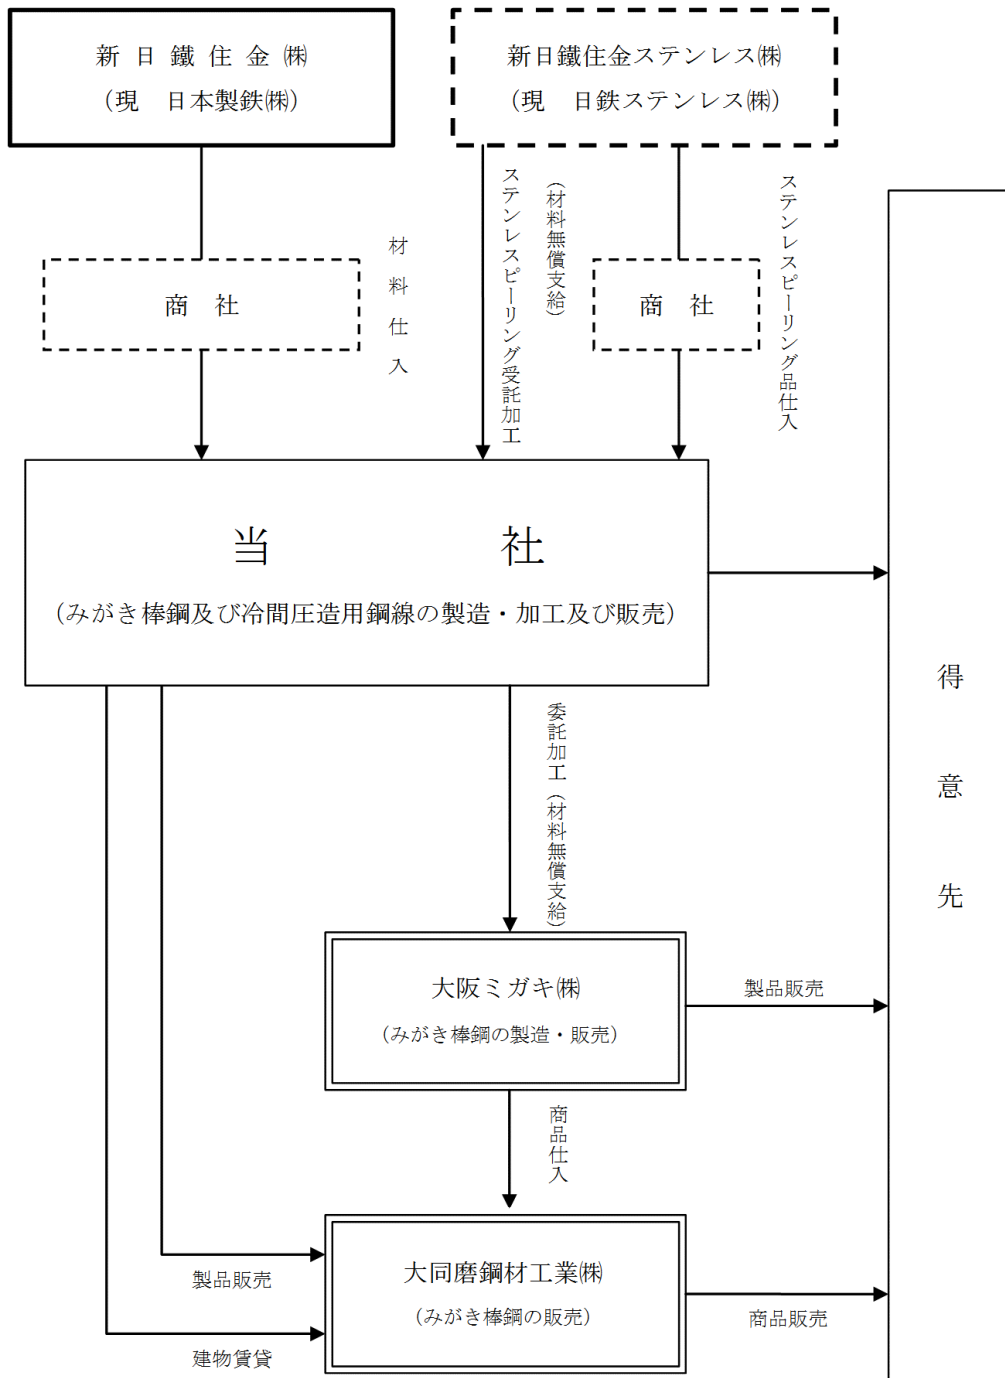 新日鐵住金㈱
（現　日本製鉄㈱）
新日鐵住金ステンレス㈱
（現　日鉄ステンレス㈱）
材料仕入
ステンレスピーリング受託加工
（材料無償支給）
ステンレスピーリング品仕入
商　社
商　社
当　社
（みがき棒鋼及び冷間圧造用鋼線の製造・加工及び販売）
得意先
委託加工（材料無償支給）
大阪ミガキ㈱
（みがき棒鋼の製造・販売）
製品販売
商品仕入
大同磨鋼材工業㈱
（みがき棒鋼の販売）
製品販売
商品販売
建物賃貸